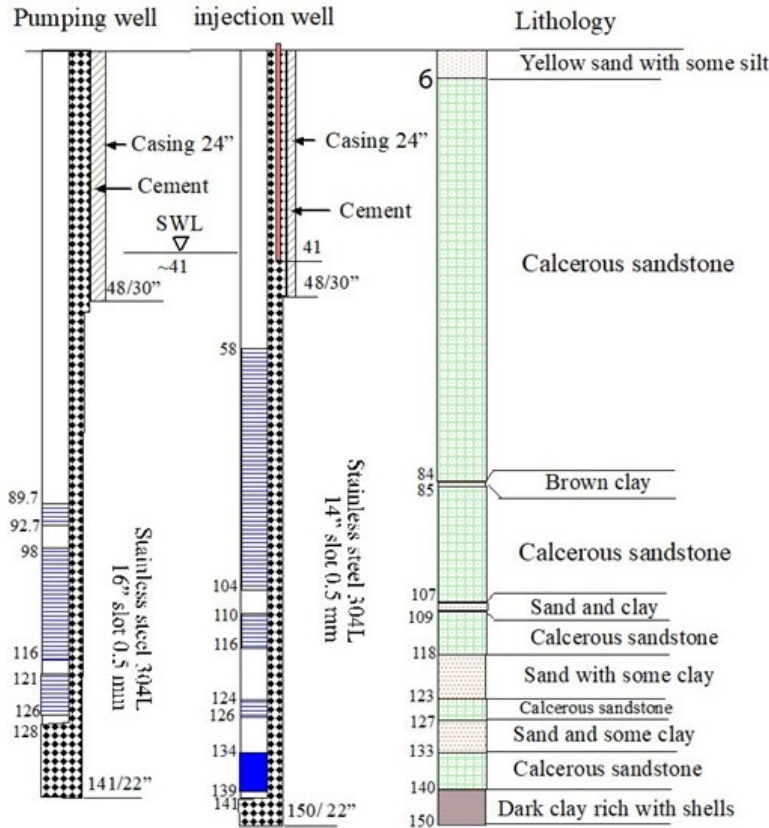 Pumping well
injection well
Lithology
Yellow sand with some silt
6
Casing 24”
Cement
SWL
~41
48/30”
Casing 24”
Cement
41
48/30”
58
Calcerous sandstone
84
85
Brown clay
89.7
92.7
98
116
121
126
128
Stainless steel 304L
16” slot 0.5 mm
141/22”
104
110
116
124
126
134
139
141
Stainless steel 304L
14” slot 0.5 mm
150/ 22”
Calcerous sandstone
107
109
Sand and clay
Calcerous sandstone
118
Sand with some clay
123
Calcerous sandstone
127
Sand and some clay
133
Calcerous sandstone
140
Dark clay rich with shells
150